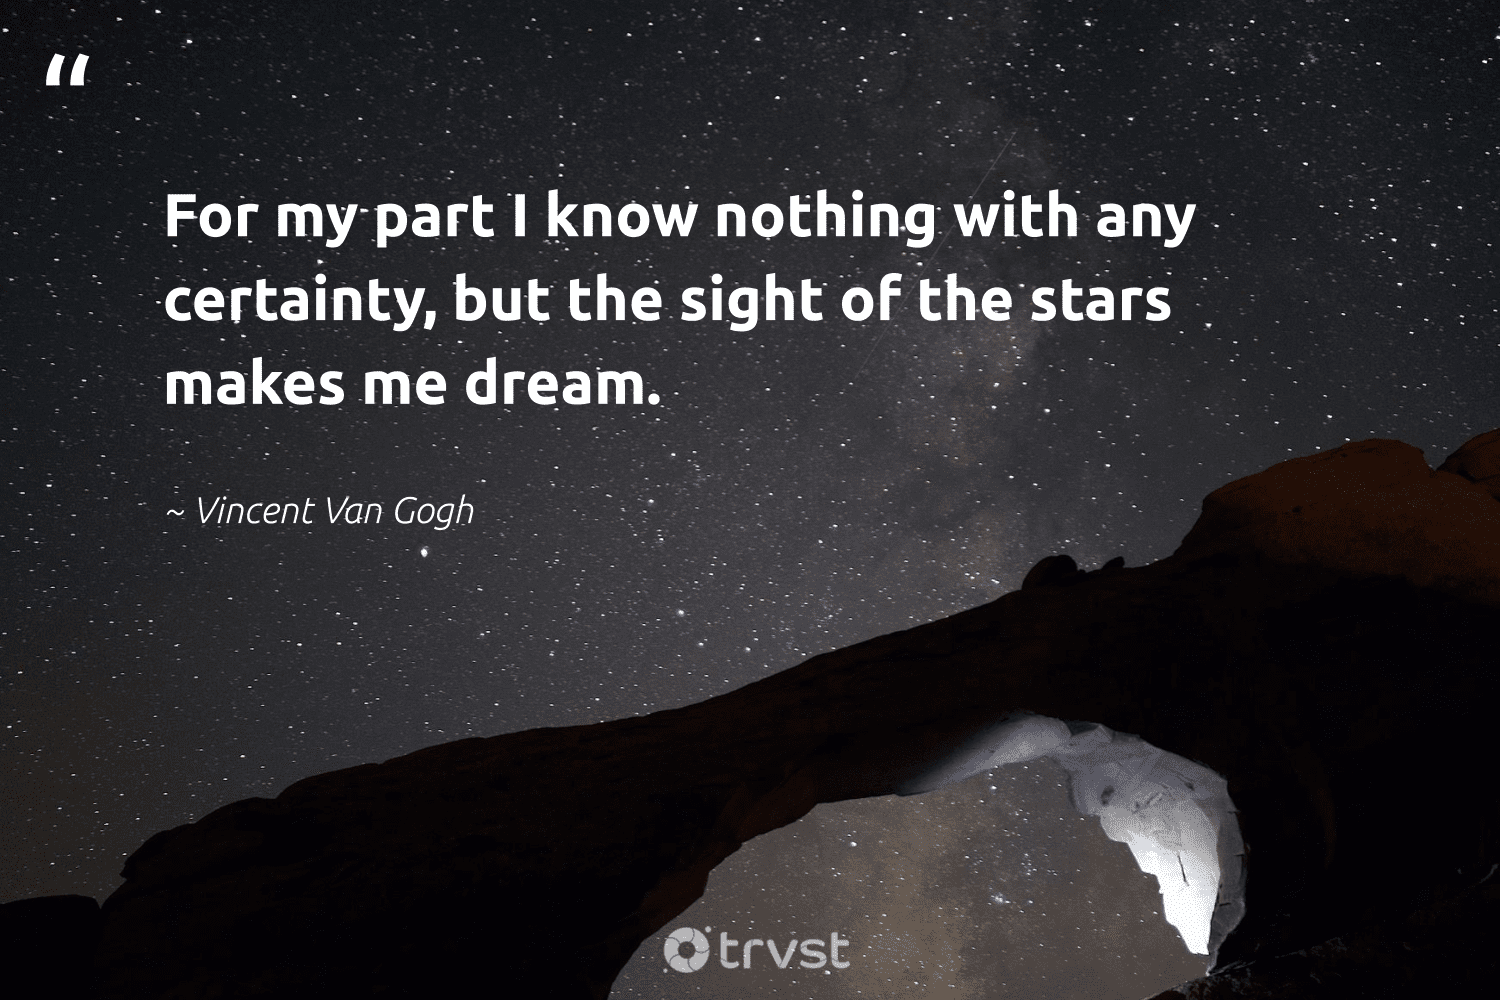 “
For my part I know nothing with any
certainty, but the sight of the stars
makes me dream.
~ Vincent Van Gogh
trvst